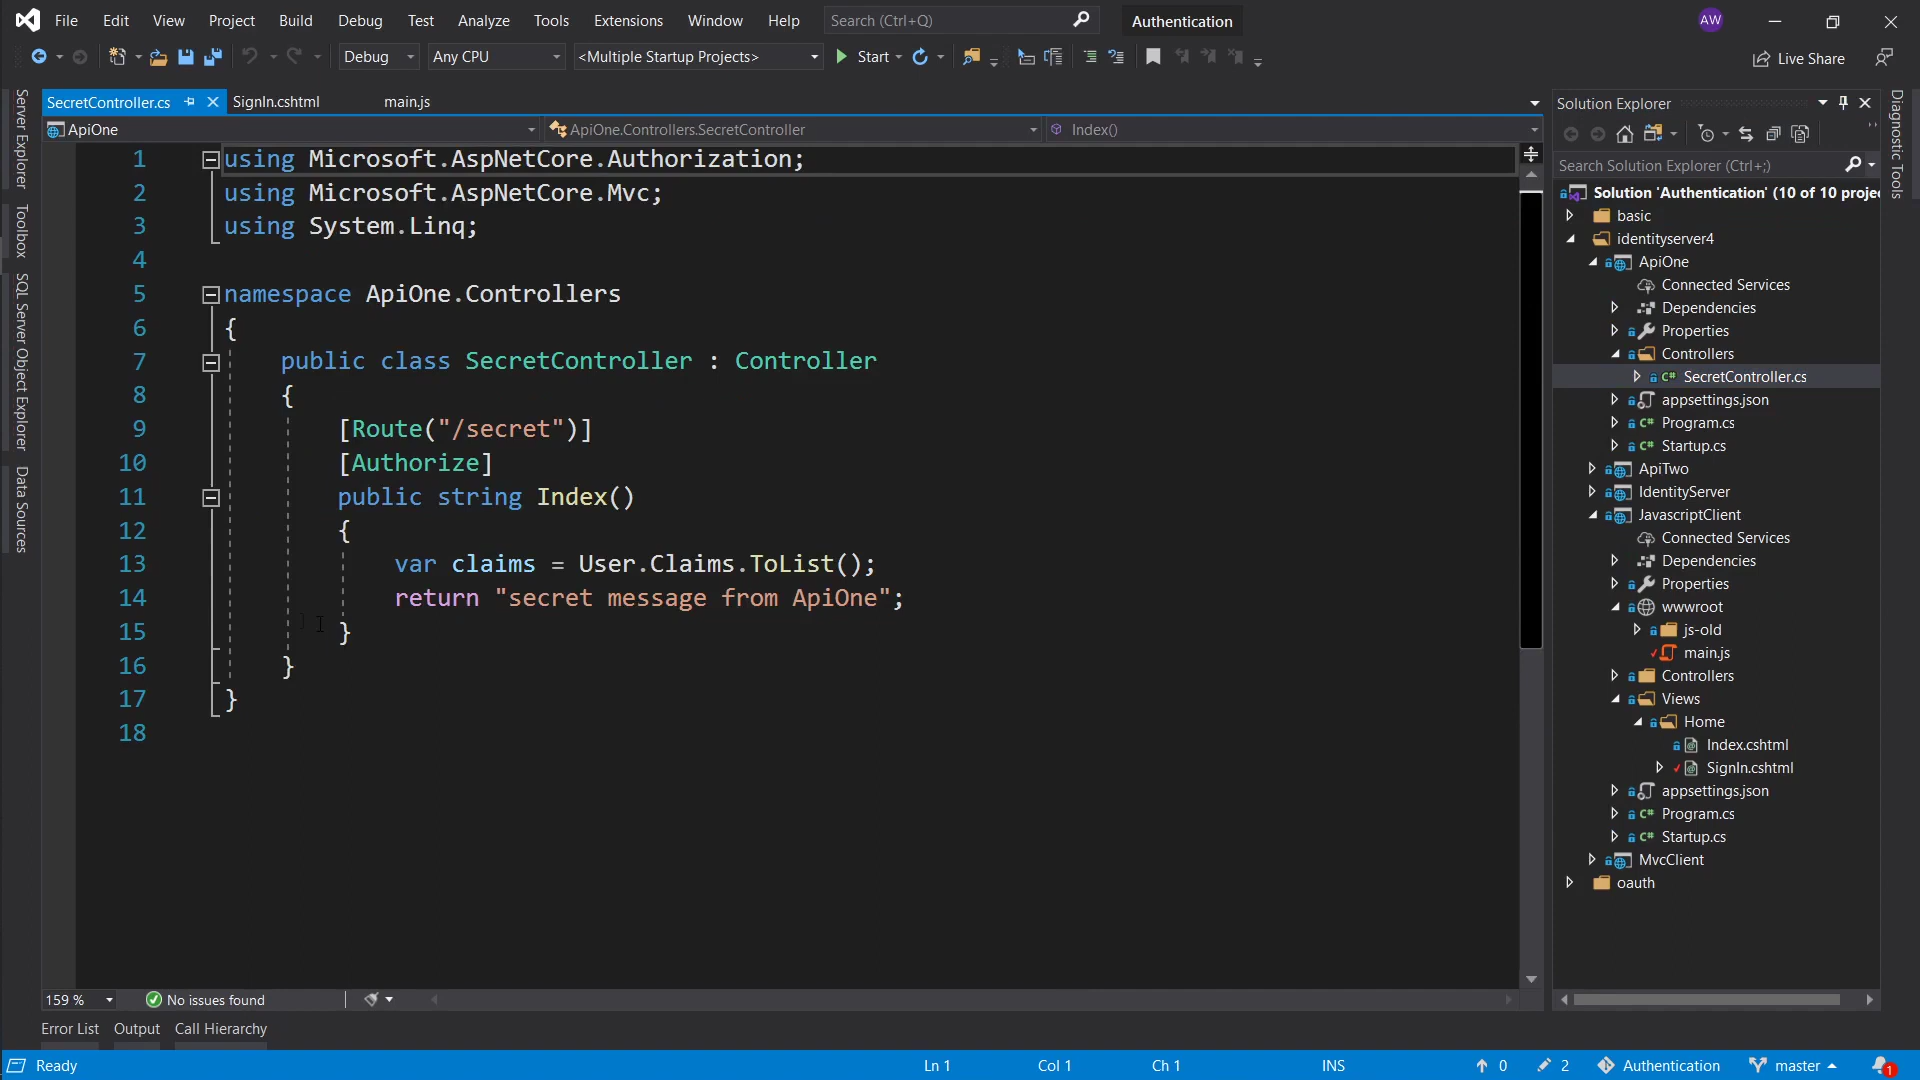 File Edit View Project Build Debug Test Analyze Tools Extensions Window Help Search (Ctrl+Q) Authentication AW
Debug Any CPU <Multiple Startup Projects> Start Live Share
SecretController.cs SignIn.cshtml main.js
ApiOne ApiOne.Controllers.SecretController Index()
Server Explorer
Toolbox
SQL Server Object Explorer
Data Sources
1 using Microsoft.AspNetCore.Authorization;
2 using Microsoft.AspNetCore.Mvc;
3 using System.Linq;
4
5 namespace ApiOne.Controllers
6 {
7 public class SecretController : Controller
8 {
9 [Route("/secret")]
10 [Authorize]
11 public string Index()
12 {
13 var claims = User.Claims.ToList();
14 return "secret message from ApiOne";
15 }
16 }
17 }
18
159 % No issues found
Error List Output Call Hierarchy
Solution Explorer
Search Solution Explorer (Ctrl+;)
Solution 'Authentication' (10 of 10 proje
basic
identityserver4
ApiOne
Connected Services
Dependencies
Properties
Controllers
C# SecretController.cs
appsettings.json
C# Program.cs
C# Startup.cs
ApiTwo
IdentityServer
JavascriptClient
Connected Services
Dependencies
Properties
wwwroot
js-old
main.js
Controllers
Views
Home
Index.cshtml
SignIn.cshtml
appsettings.json
C# Program.cs
C# Startup.cs
MvcClient
oauth
Diagnostic Tools
Ready Ln 1 Col 1 Ch 1 INS 0 2 Authentication master 1